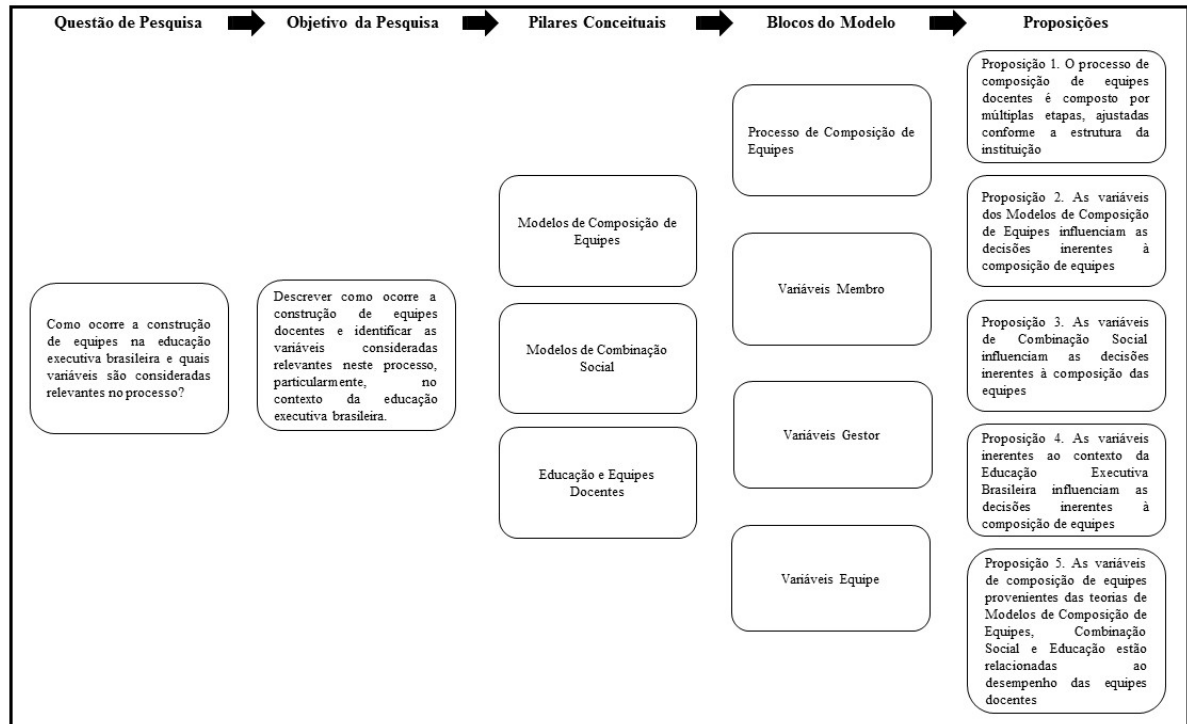 Questão de Pesquisa
Objetivo da Pesquisa
Pilares Conceituais
Blocos do Modelo
Proposições
Como ocorre a construção
de equipes na educação
executiva brasileira e quais
variáveis são consideradas
relevantes no processo?
Descrever como ocorre a
construção de equipes
docentes e identificar as
variáveis consideradas
relevantes neste processo,
particularmente, no
contexto da educação
executiva brasileira.
Modelos de Composição de
Equipes
Modelos de Combinação
Social
Educação e Equipes
Docentes
Processo de Composição de
Equipes
Variáveis Membro
Variáveis Gestor
Variáveis Equipe
Proposição 1. O processo de
composição de equipes
docentes é composto por
múltiplas etapas, ajustadas
conforme a estrutura da
instituição
Proposição 2. As variáveis
dos Modelos de Composição
de Equipes influenciam as
decisões inerentes à
composição de equipes
Proposição 3. As variáveis
de Combinação Social
influenciam as decisões
inerentes à composição das
equipes
Proposição 4. As variáveis
inerentes ao contexto da
Educação Executiva
Brasileira influenciam as
decisões inerentes à
composição de equipes
Proposição 5. As variáveis
de composição de equipes
provenientes das teorias de
Modelos de Composição de
Equipes, Combinação
Social e Educação estão
relacionadas ao
desempenho das equipes
docentes